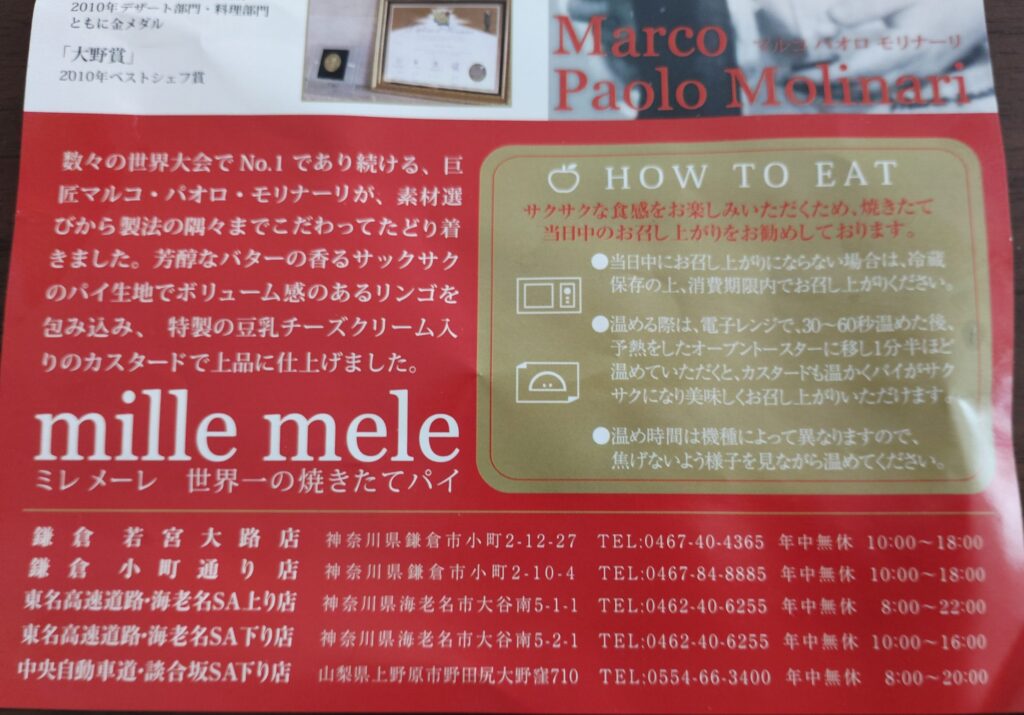 2010年デザート部門・料理部門
ともに金メダル
「大野賞」
2010年ベストシェフ賞
Marco マルコ パオロ モリナーリ
Paolo Molinari
数々の世界大会でNo.1であり続ける、巨
匠マルコ・パオロ・モリナーリが、素材選
びから製法の隅々までこだわってたどり着
きました。芳醇なバターの香るサックサク
のパイ生地でボリューム感のあるリンゴを
包み込み、 特製の豆乳チーズクリーム入
りのカスタードで上品に仕上げました。
mille mele
ミレ メーレ 世界一の焼きたてパイ
HOW TO EAT
サクサクな食感をお楽しみいただくため、焼きたて
当日中のお召し上がりをお勧めしております。
●当日中にお召し上がりにならない場合は、冷蔵
保存の上、消費期限内でお召し上がりください。
●温める際は、電子レンジで、30～60秒温めた後、
予熱をしたオーブントースターに移し1分半ほど
温めていただくと、カスタードも温かくパイがサク
サクになり美味しくお召し上がりいただけます。
●温め時間は機種によって異なりますので、
焦げないよう様子を見ながら温めてください。
鎌倉 若宮大路店 神奈川県鎌倉市小町2-12-27 TEL:0467-40-4365 年中無休 10:00～18:00
鎌倉 小町通り店 神奈川県鎌倉市小町2-10-4 TEL:0467-84-8885 年中無休 10:00～18:00
東名高速道路・海老名SA上り店 神奈川県海老名市大谷南5-1-1 TEL:0462-40-6255 年中無休 8:00～22:00
東名高速道路・海老名SA下り店 神奈川県海老名市大谷南5-2-1 TEL:0462-40-6255 年中無休 10:00～16:00
中央自動車道・談合坂SA下り店 山梨県上野原市野田尻大野窪710 TEL:0554-66-3400 年中無休 8:00～20:00